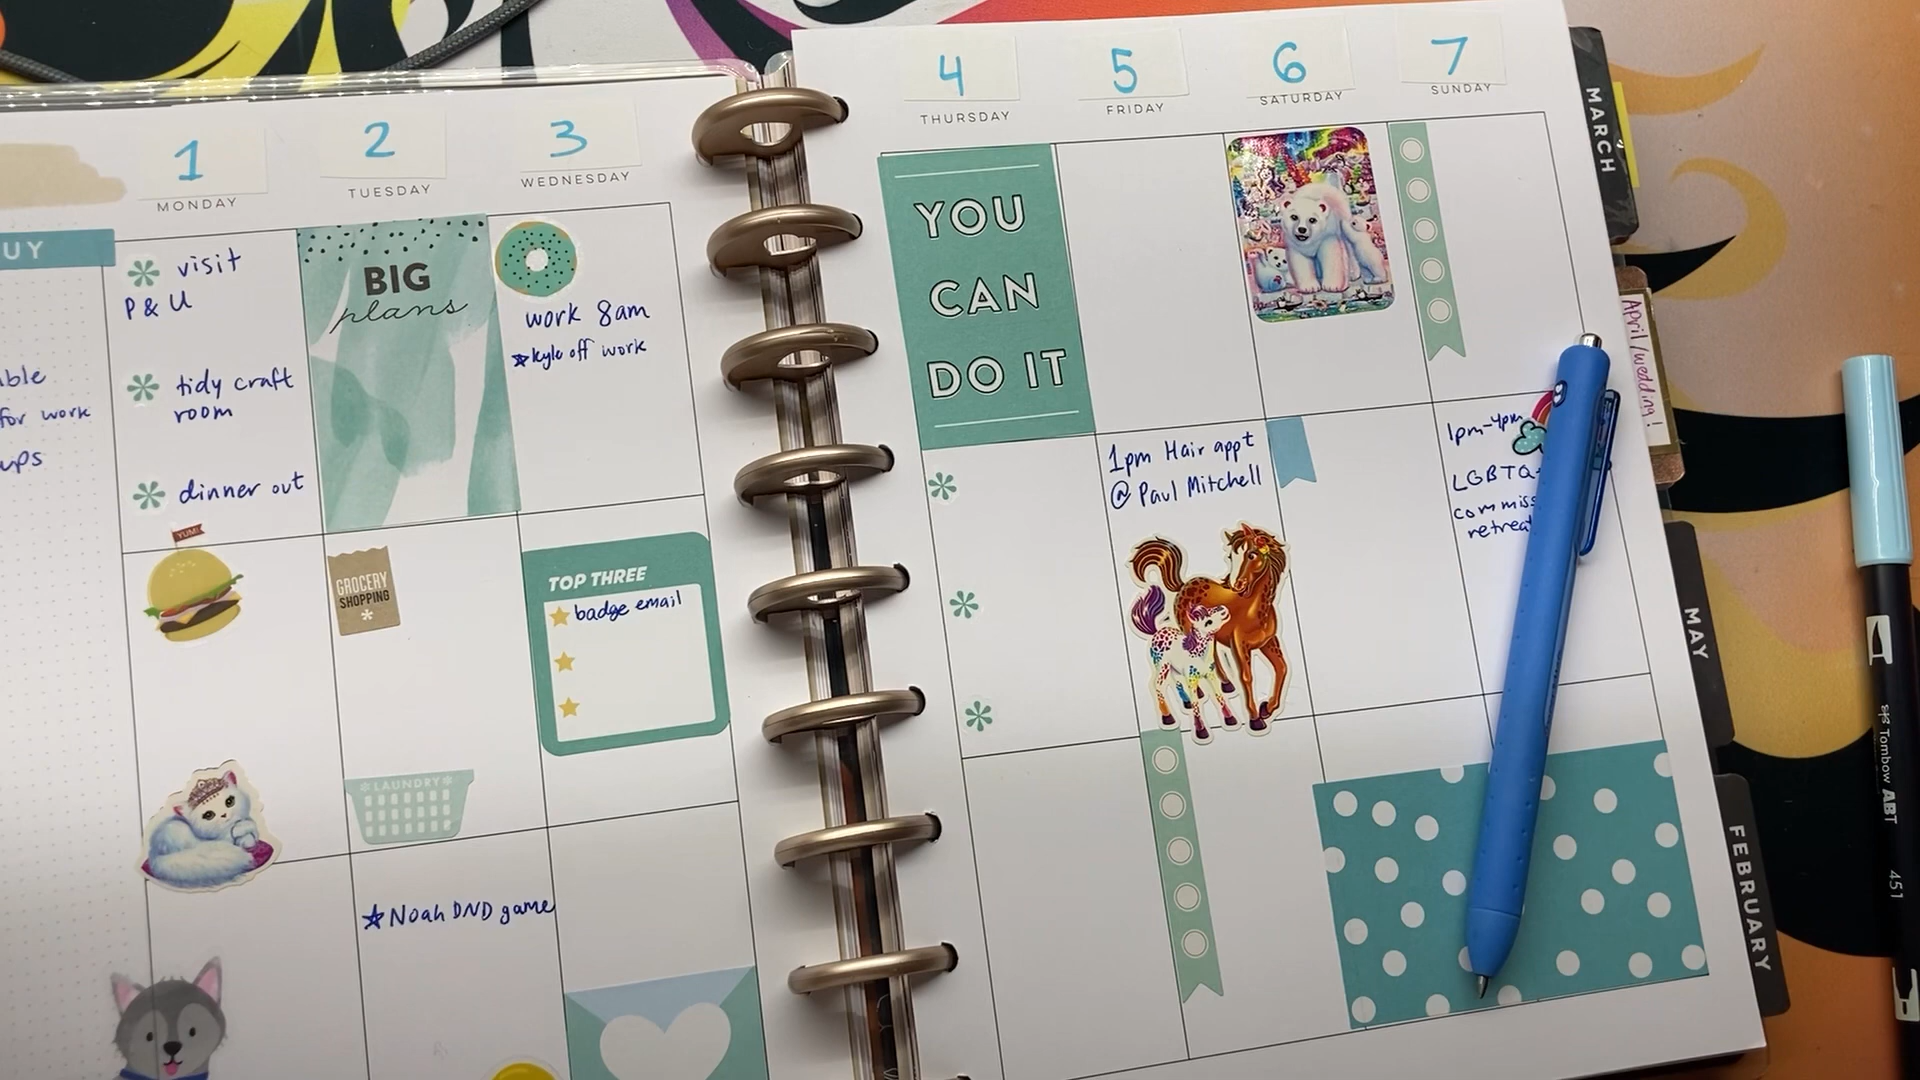 1
MONDAY
2
TUESDAY
3
WEDNESDAY
4
THURSDAY
5
FRIDAY
6
SATURDAY
7
SUNDAY
UY
for work
ups
visit
P & U
tidy craft
room
dinner out
YUM!
BIG
plans
GROCERY
SHOPPING
LAUNDRY
☆ Noah DND game
work 8am
☆ kyle off work
TOP THREE
badge email
YOU
CAN
DO IT
1pm Hair appt
@ Paul Mitchell
1pm-4pm
LGBTQ
commiss
retreat
MARCH
April/wedding!
MAY
FEBRUARY
Tombow ABT
451